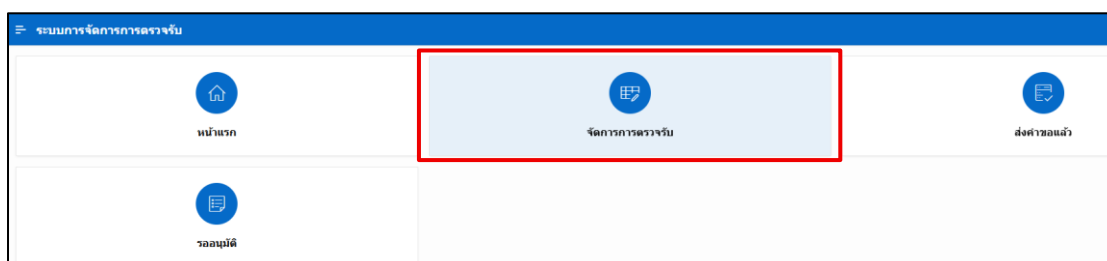 ระบบการจัดการการตรวจรับ
หน้าแรก
จัดการการตรวจรับ
ส่งคำขอแล้ว
รออนุมัติ